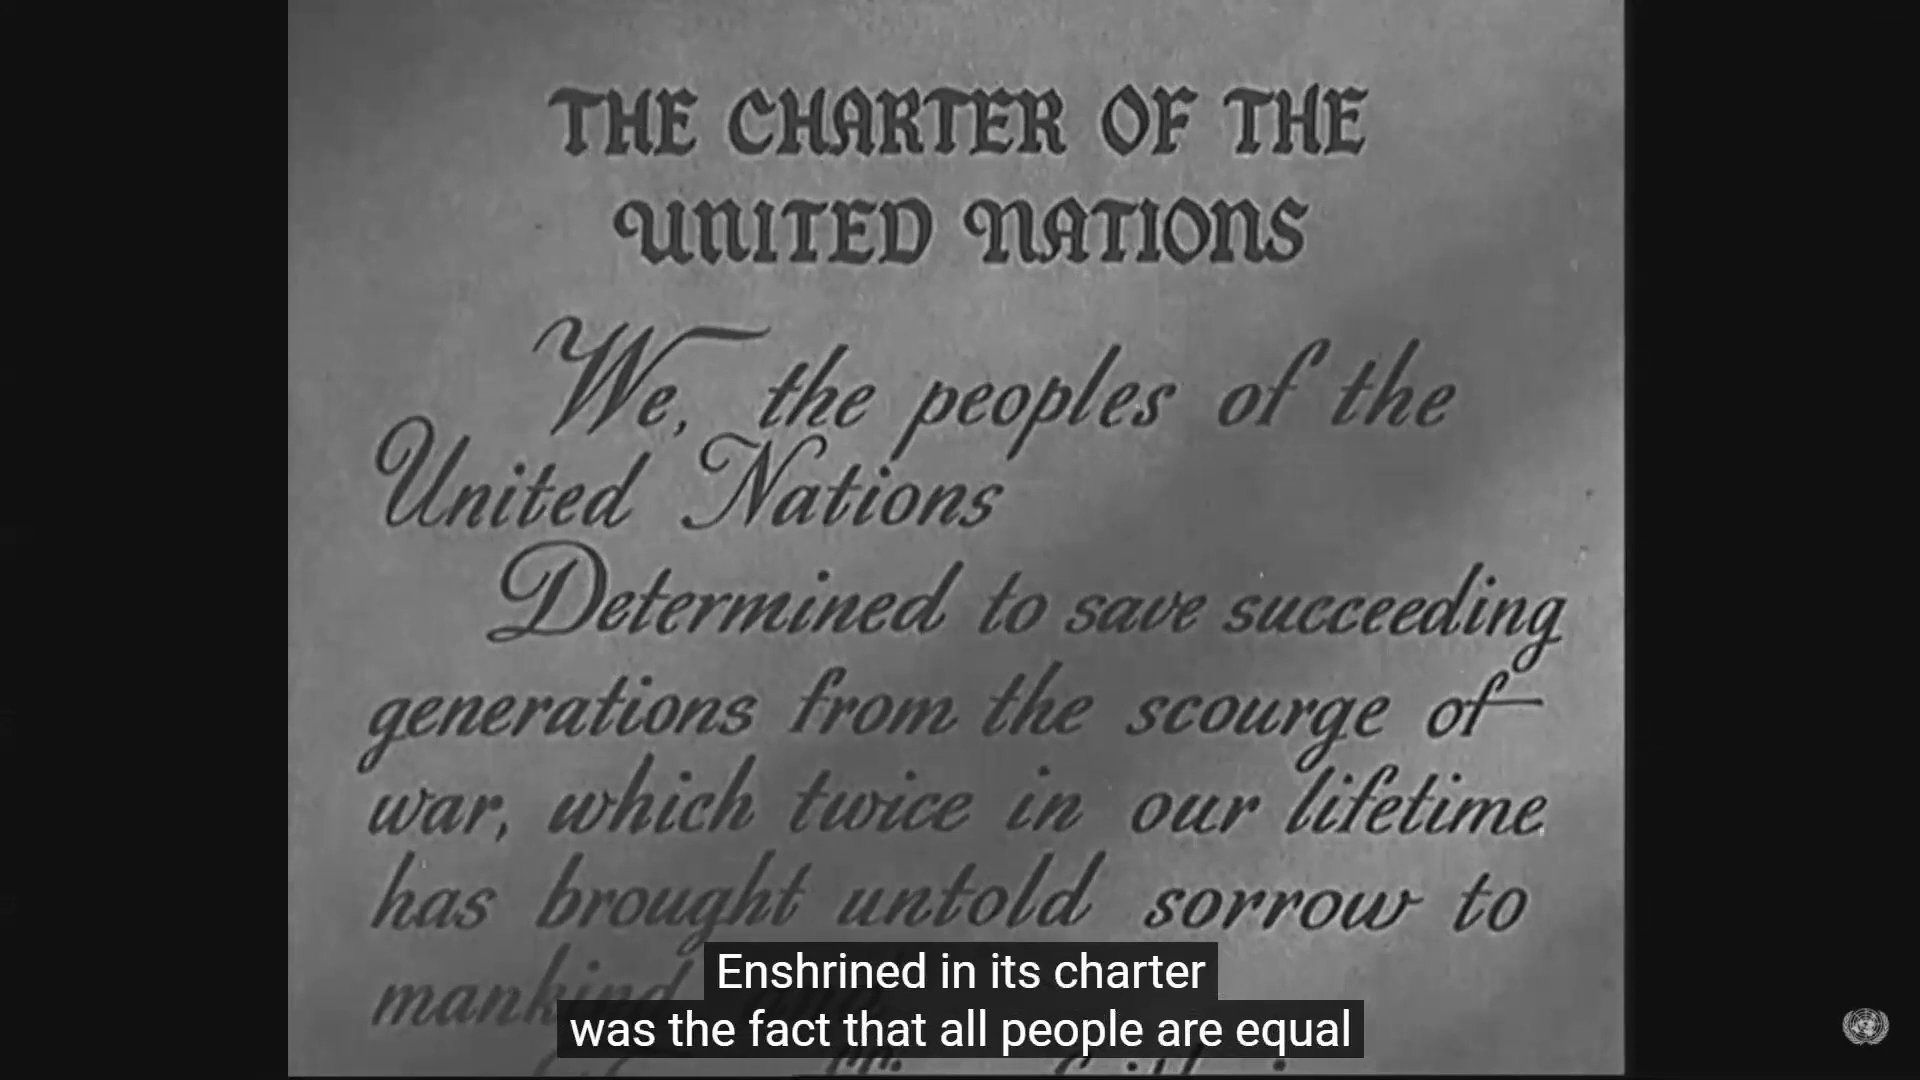 THE CHARTER OF THE
UNITED NATIONS
We, the peoples of the
United Nations
Determined to save succeeding
generations from the scourge of
war, which twice in our lifetime
has brought untold sorrow to
mankind
Enshrined in its charter
was the fact that all people are equal